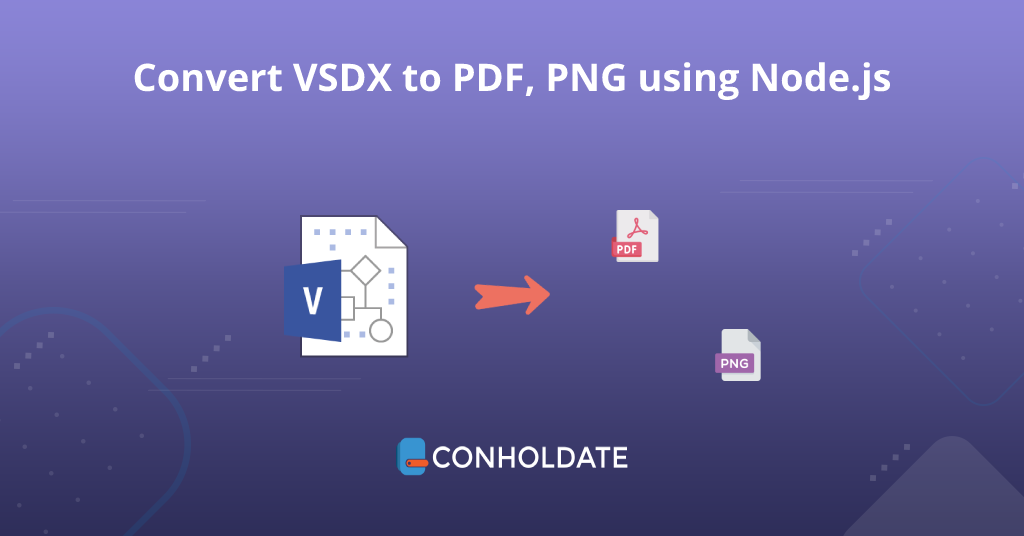 Convert VSDX to PDF, PNG using Node.js
V
PDF
PNG
CONHOLDATE